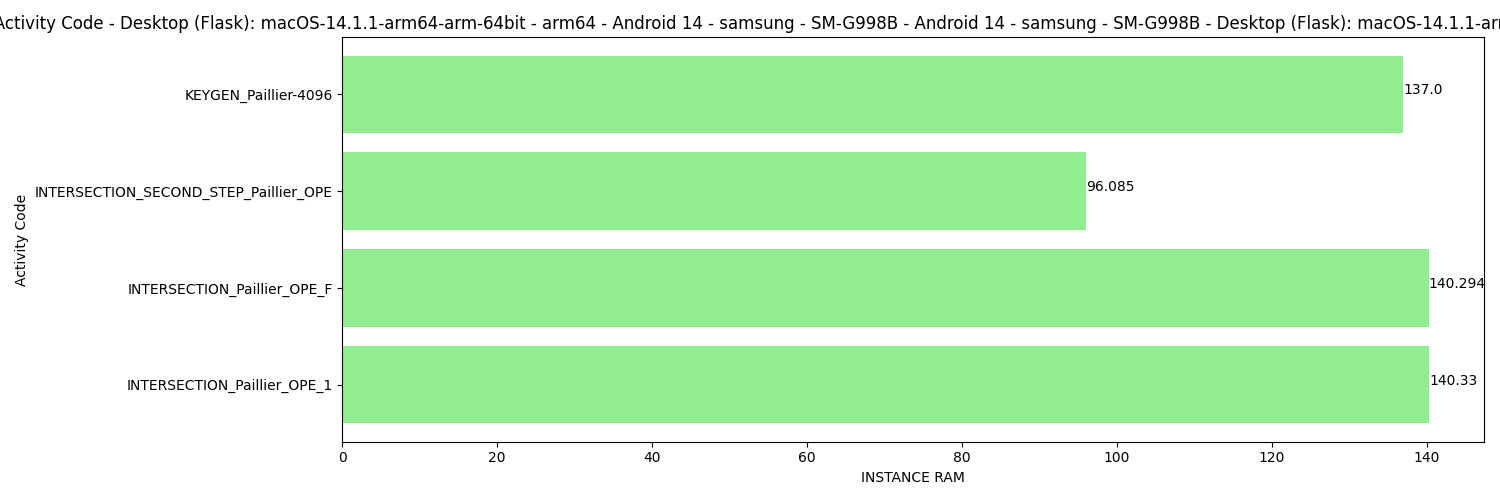 Activity Code - Desktop (Flask): macOS-14.1.1-arm64-arm-64bit - arm64 - Android 14 - samsung - SM-G998B - Android 14 - samsung - SM-G998B - Desktop (Flask): macOS-14.1.1-arm
KEYGEN_Paillier-4096
137.0
INTERSECTION_SECOND_STEP_Paillier_OPE
96.085
INTERSECTION_Paillier_OPE_F
140.294
INTERSECTION_Paillier_OPE_1
140.33
Activity Code
0 20 40 60 80 100 120 140
INSTANCE RAM